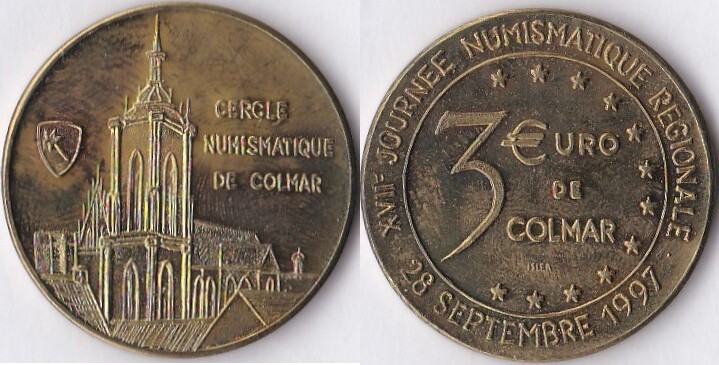 CERCLE
NUMISMATIQUE
DE COLMAR
XVIIe JOURNEE NUMISMATIQUE REGIONALE
3 €URO
DE
COLMAR
28 SEPTEMBRE 1997